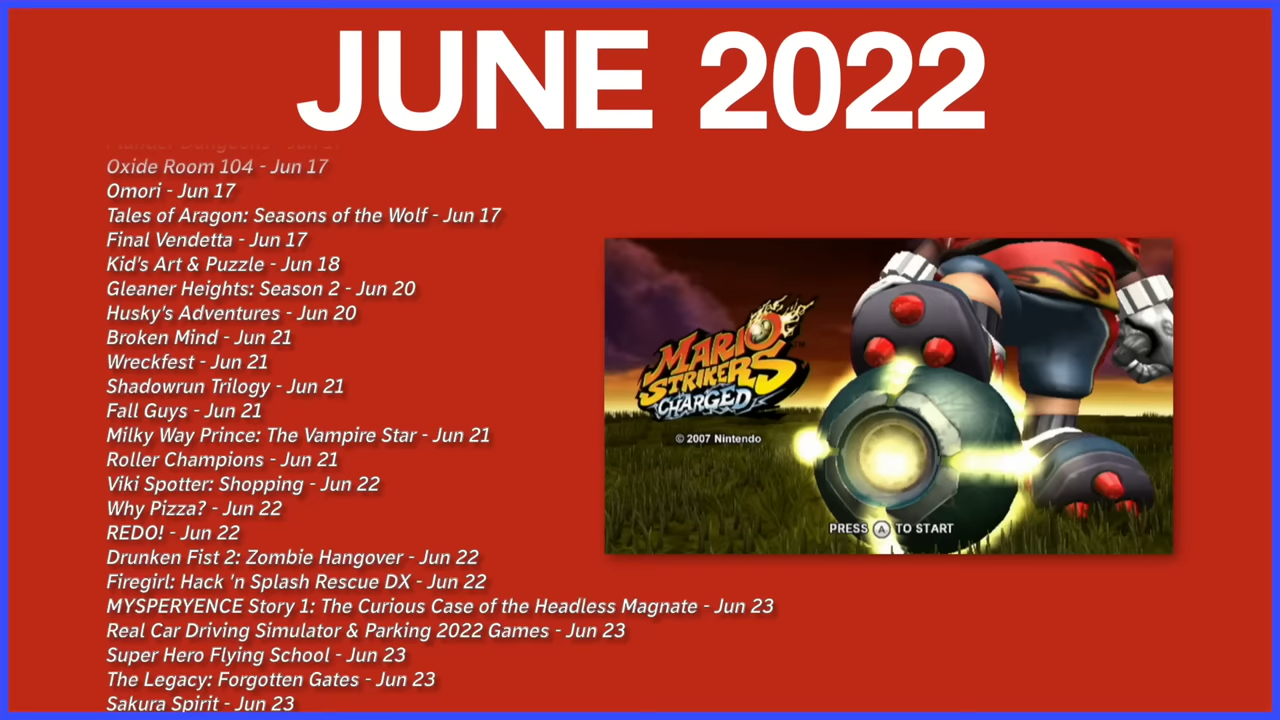 JUNE 2022
Oxide Room 104 - Jun 17
Omori - Jun 17
Tales of Aragon: Seasons of the Wolf - Jun 17
Final Vendetta - Jun 17
Kid's Art & Puzzle - Jun 18
Gleaner Heights: Season 2 - Jun 20
Husky's Adventures - Jun 20
Broken Mind - Jun 21
Wreckfest - Jun 21
Shadowrun Trilogy - Jun 21
Fall Guys - Jun 21
Milky Way Prince: The Vampire Star - Jun 21
Roller Champions - Jun 21
Viki Spotter: Shopping - Jun 22
Why Pizza? - Jun 22
REDO! - Jun 22
Drunken Fist 2: Zombie Hangover - Jun 22
Firegirl: Hack 'n Splash Rescue DX - Jun 22
MYSPERYENCE Story 1: The Curious Case of the Headless Magnate - Jun 23
Real Car Driving Simulator & Parking 2022 Games - Jun 23
Super Hero Flying School - Jun 23
The Legacy: Forgotten Gates - Jun 23
Sakura Spirit - Jun 23
MARIO
STRIKERS
CHARGED
© 2007 Nintendo
PRESS A TO START